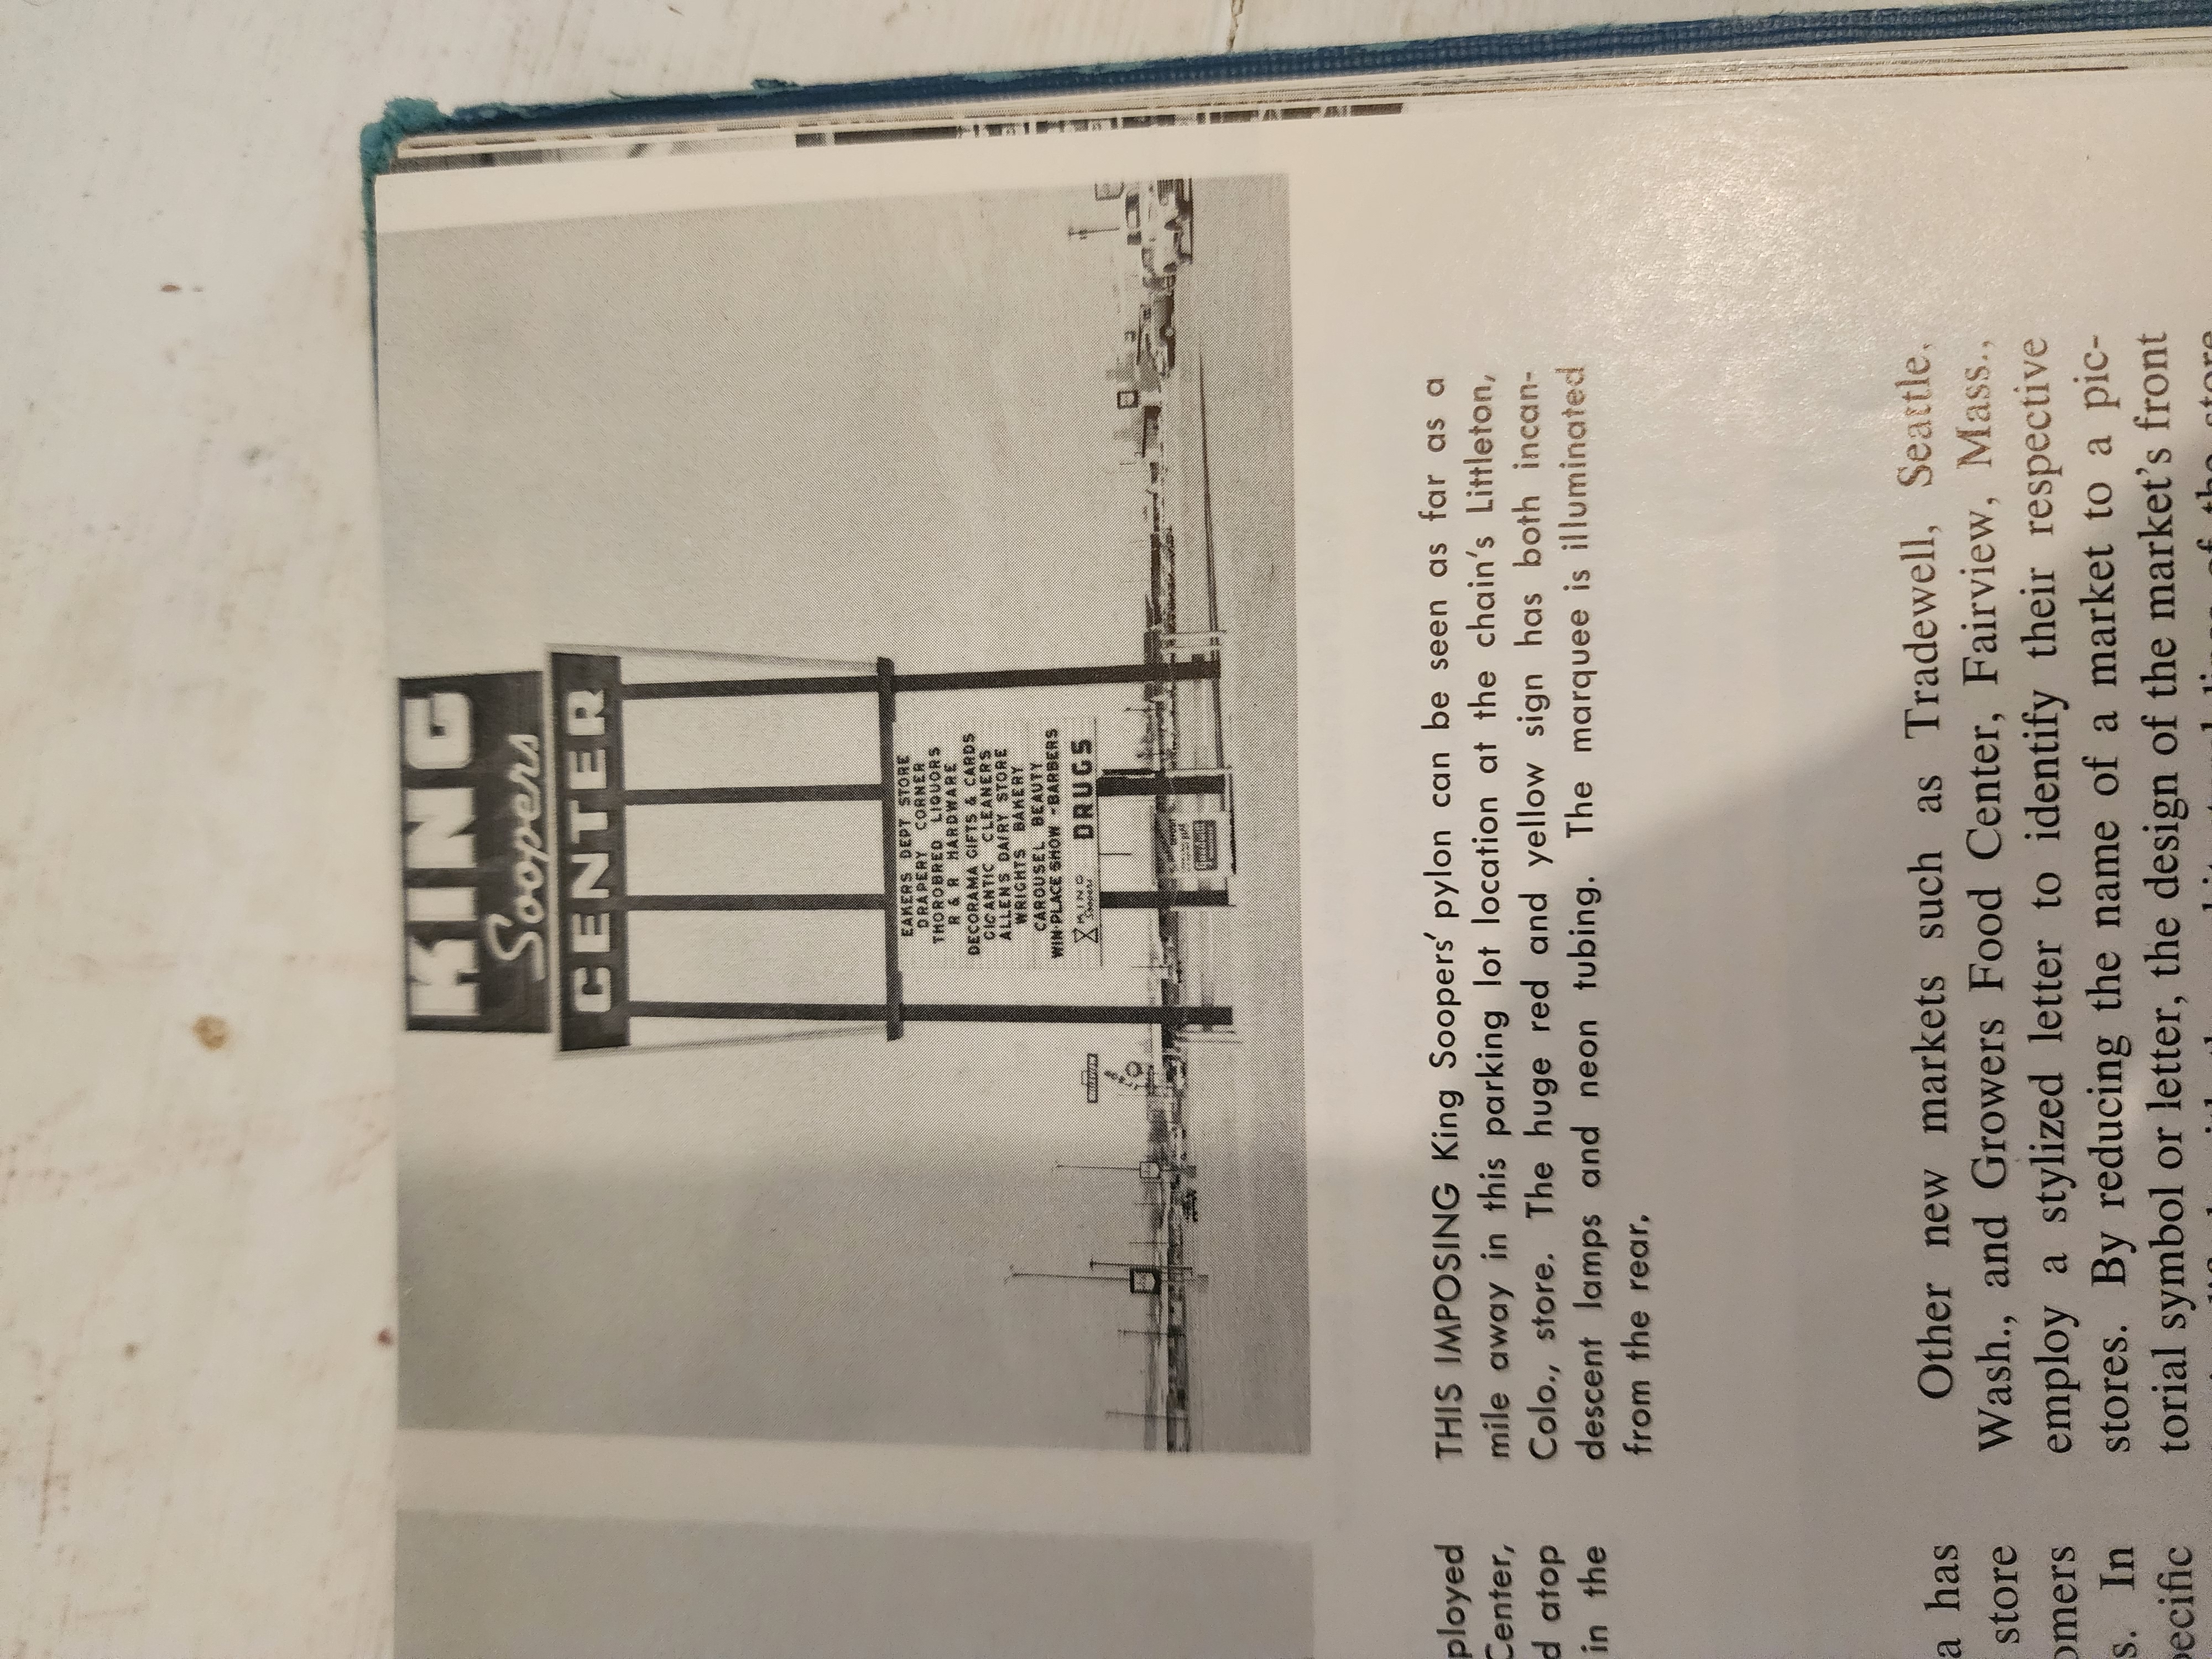 KING
Soopers
CENTER
EAKERS DEPT STORE
DRAPERY CORNER
THOROBRED LIQUORS
R & R HARDWARE
DECORAMA GIFTS & CARDS
GIGANTIC CLEANERS
ALLENS DAIRY STORE
WRIGHTS BAKERY
CAROUSEL BEAUTY
WIN-PLACE SHOW - BARBERS
KING Soopers DRUGS
THIS IMPOSING King Soopers' pylon can be seen as far as a
mile away in this parking lot location at the chain's Littleton,
Colo., store. The huge red and yellow sign has both incan-
descent lamps and neon tubing. The marquee is illuminated
from the rear.
ployed
Center,
d atop
in the
Other new markets such as Tradewell, Seattle,
Wash., and Growers Food Center, Fairview, Mass.,
employ a stylized letter to identify their respective
stores. By reducing the name of a market to a pic-
torial symbol or letter, the design of the market's front
a has
store
omers
s. In
pecific